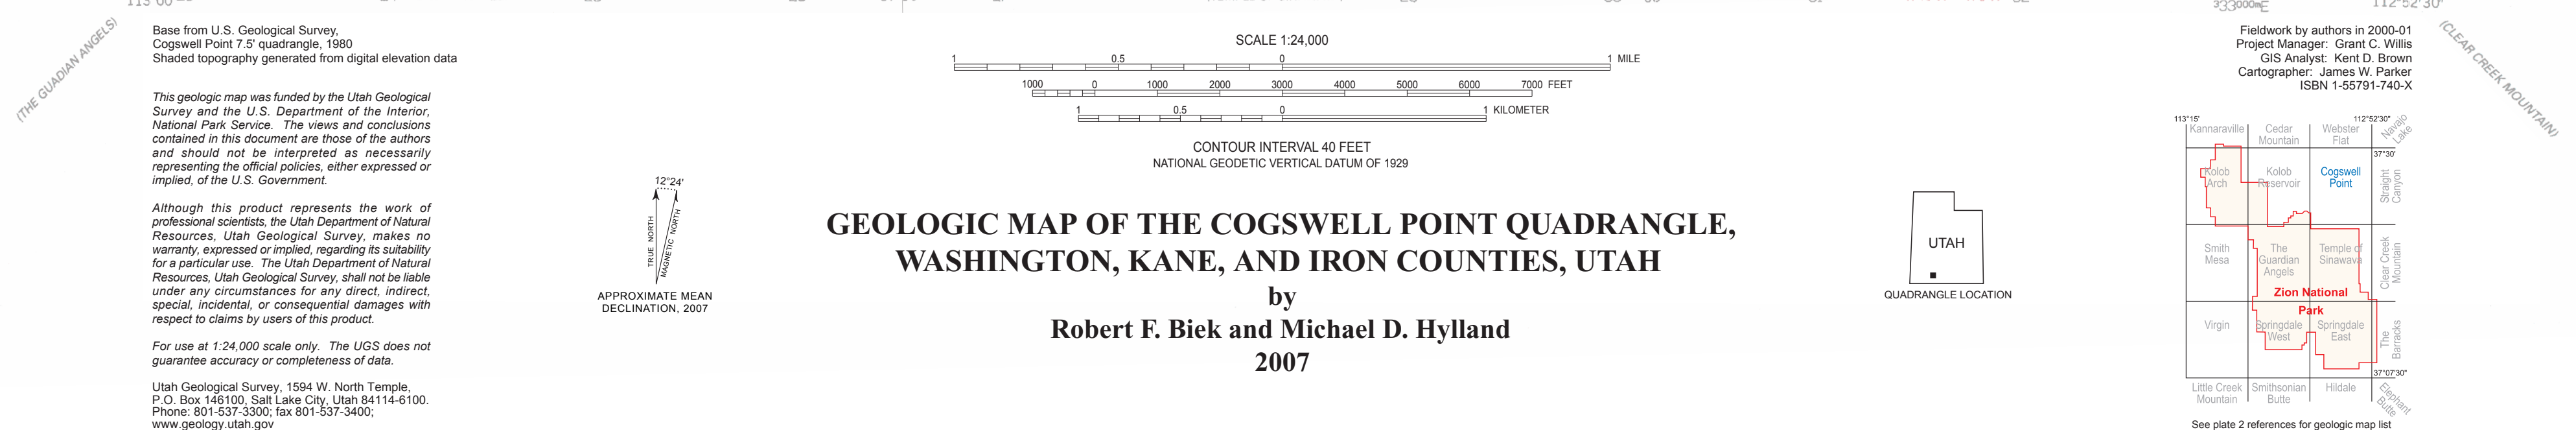 113°00'
333000mE
112°52'30"
(THE GUADIAN ANGELS)
(CLEAR CREEK MOUNTAIN)
Base from U.S. Geological Survey,
Cogswell Point 7.5' quadrangle, 1980
Shaded topography generated from digital elevation data
This geologic map was funded by the Utah Geological
Survey and the U.S. Department of the Interior,
National Park Service. The views and conclusions
contained in this document are those of the authors
and should not be interpreted as necessarily
representing the official policies, either expressed or
implied, of the U.S. Government.
Although this product represents the work of
professional scientists, the Utah Department of Natural
Resources, Utah Geological Survey, makes no
warranty, expressed or implied, regarding its suitability
for a particular use. The Utah Department of Natural
Resources, Utah Geological Survey, shall not be liable
under any circumstances for any direct, indirect,
special, incidental, or consequential damages with
respect to claims by users of this product.
For use at 1:24,000 scale only. The UGS does not
guarantee accuracy or completeness of data.
Utah Geological Survey, 1594 W. North Temple,
P.O. Box 146100, Salt Lake City, Utah 84114-6100.
Phone: 801-537-3300; fax 801-537-3400;
www.geology.utah.gov
12°24'
TRUE NORTH
MAGNETIC NORTH
APPROXIMATE MEAN
DECLINATION, 2007
SCALE 1:24,000
1 0.5 0 1 MILE
1000 0 1000 2000 3000 4000 5000 6000 7000 FEET
1 0.5 0 1 KILOMETER
CONTOUR INTERVAL 40 FEET
NATIONAL GEODETIC VERTICAL DATUM OF 1929
GEOLOGIC MAP OF THE COGSWELL POINT QUADRANGLE,
WASHINGTON, KANE, AND IRON COUNTIES, UTAH
by
Robert F. Biek and Michael D. Hylland
2007
UTAH
QUADRANGLE LOCATION
Fieldwork by authors in 2000-01
Project Manager: Grant C. Willis
GIS Analyst: Kent D. Brown
Cartographer: James W. Parker
ISBN 1-55791-740-X
113°15'
112°52'30"
Kannaraville
Cedar
Mountain
Webster
Flat
Navajo
Lake
37°30'
Kolob
Arch
Kolob
Reservoir
Cogswell
Point
Straight
Canyon
Smith
Mesa
The
Guardian
Angels
Temple of
Sinawava
Clear Creek
Mountain
Zion National
Park
Virgin
Springdale
West
Springdale
East
The
Barracks
37°07'30"
Little Creek
Mountain
Smithsonian
Butte
Hildale
Elephant
Butte
See plate 2 references for geologic map list